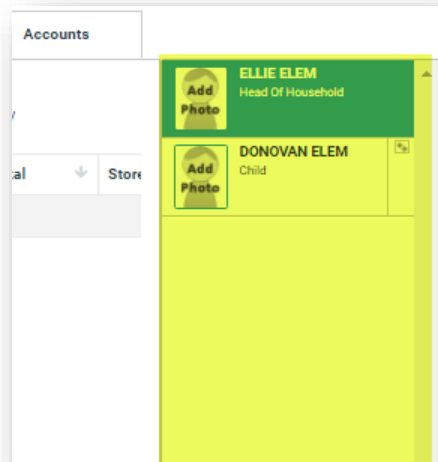 Accounts
ELLIE ELEM
Head Of Household
Add
Photo
y
DONOVAN ELEM
Child
Add
Photo
al
Store